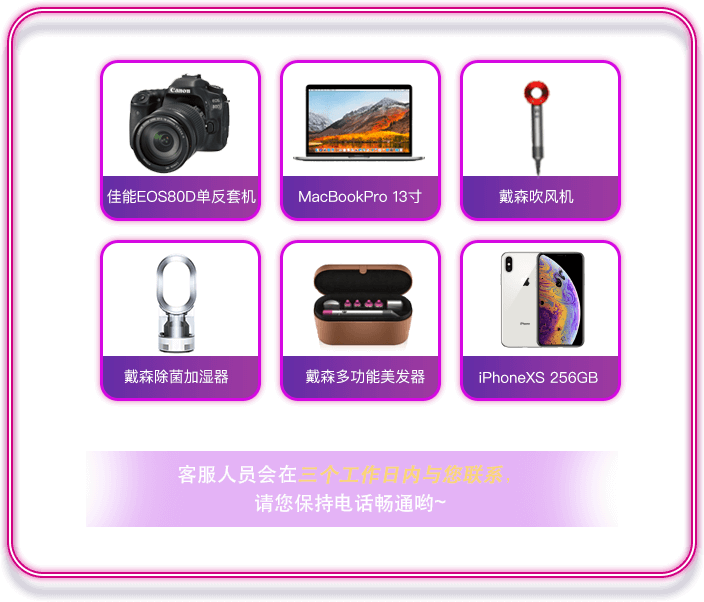 Canon
佳能EOS80D单反套机
MacBookPro 13寸
戴森吹风机
戴森除菌加湿器
戴森多功能美发器
iPhone
iPhoneXS 256GB
客服人员会在三个工作日内与您联系,
请您保持电话畅通哟~